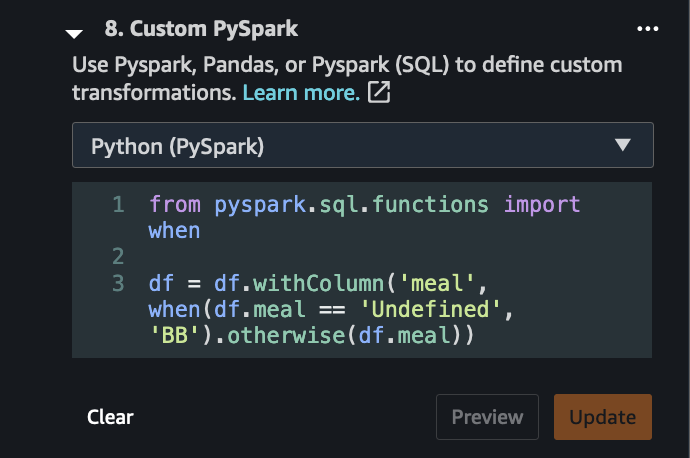 8. Custom PySpark
Use Pyspark, Pandas, or Pyspark (SQL) to define custom
transformations. Learn more.
Python (PySpark)
1 from pyspark.sql.functions import
when
2
3 df = df.withColumn('meal',
when(df.meal == 'Undefined',
'BB').otherwise(df.meal))
Clear Preview Update